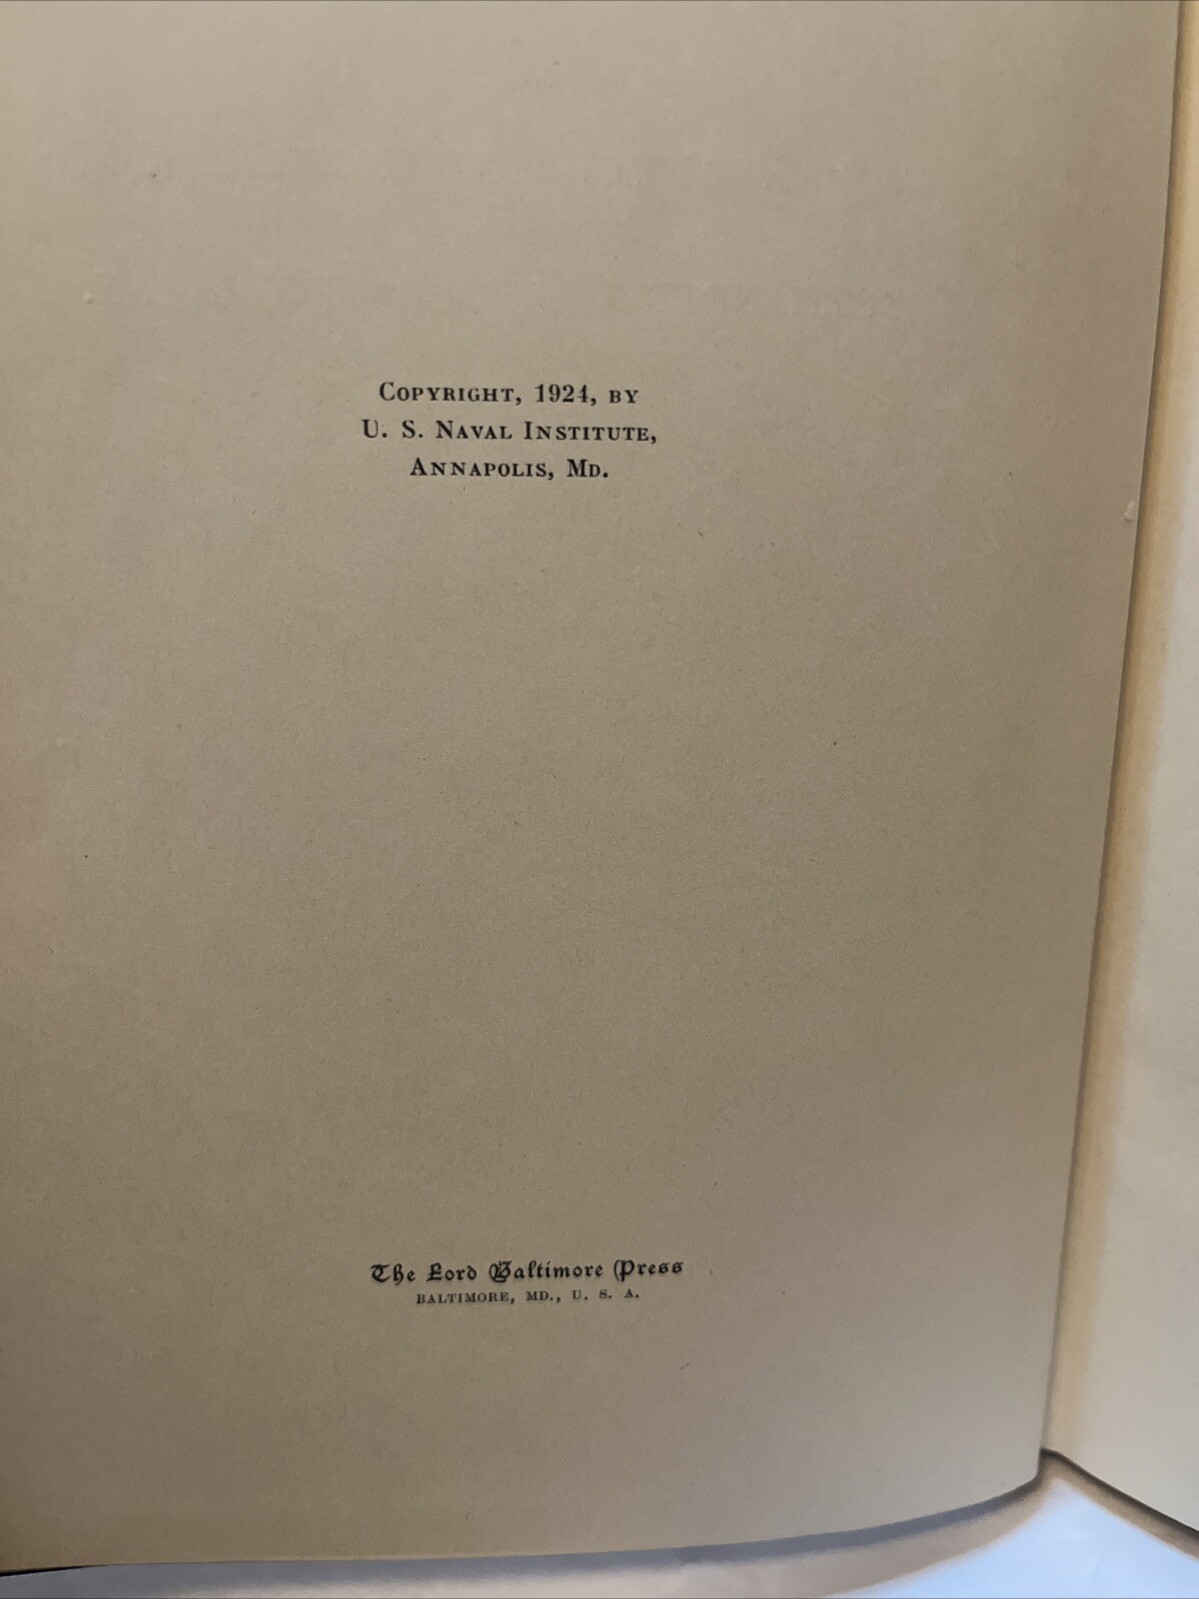 COPYRIGHT, 1924, BY
U. S. NAVAL INSTITUTE,
ANNAPOLIS, MD.
The Lord Baltimore Press
BALTIMORE, MD., U. S. A.